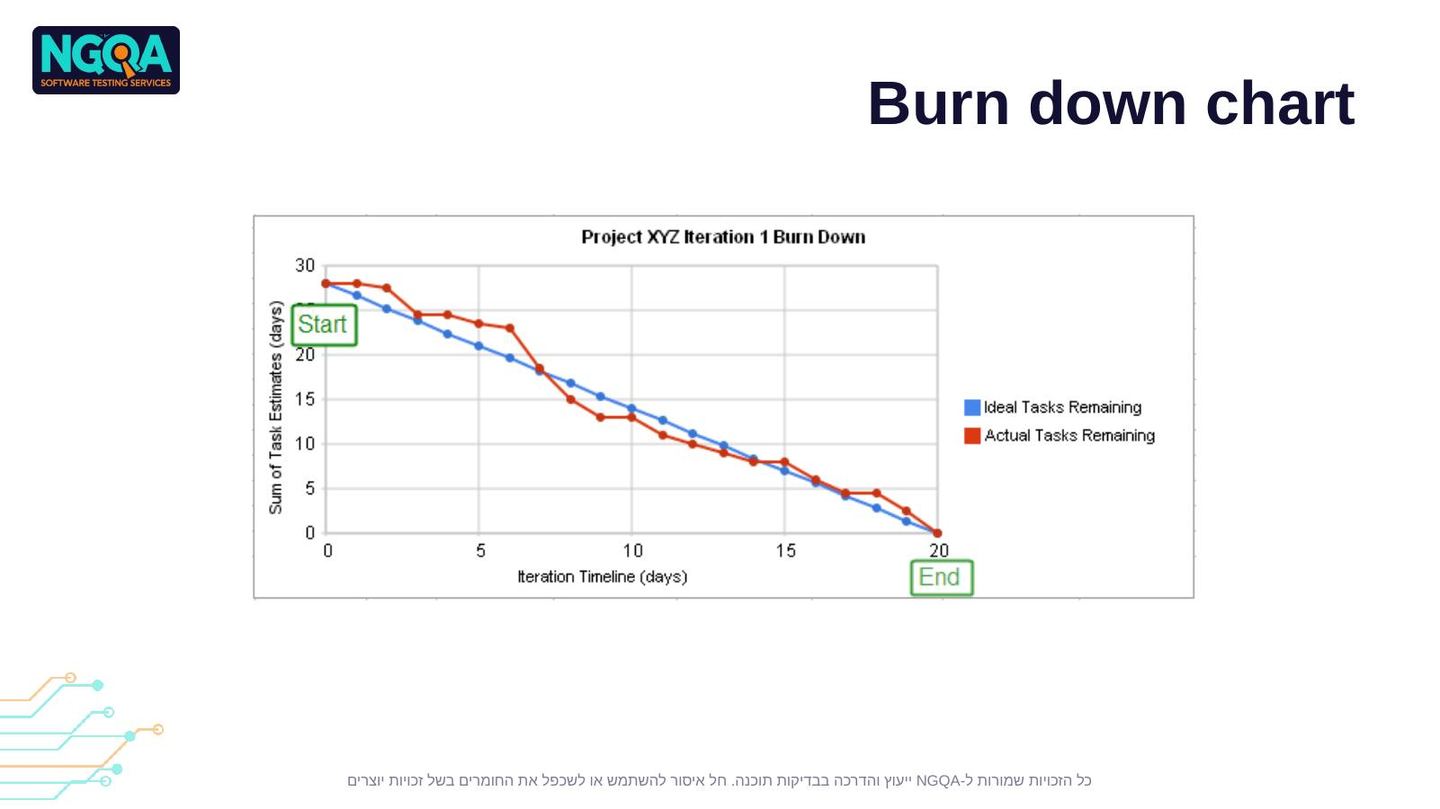 NGQA
SOFTWARE TESTING SERVICES
Burn down chart
Project XYZ Iteration 1 Burn Down
30
Start
20
15
10
5
0
Sum of Task Estimates (days)
0 5 10 15 20
Iteration Timeline (days)
End
Ideal Tasks Remaining
Actual Tasks Remaining
כל הזכויות שמורות ל-NGQA ייעוץ והדרכה בבדיקות תוכנה. חל איסור להשתמש או לשכפל את החומרים בשל זכויות יוצרים